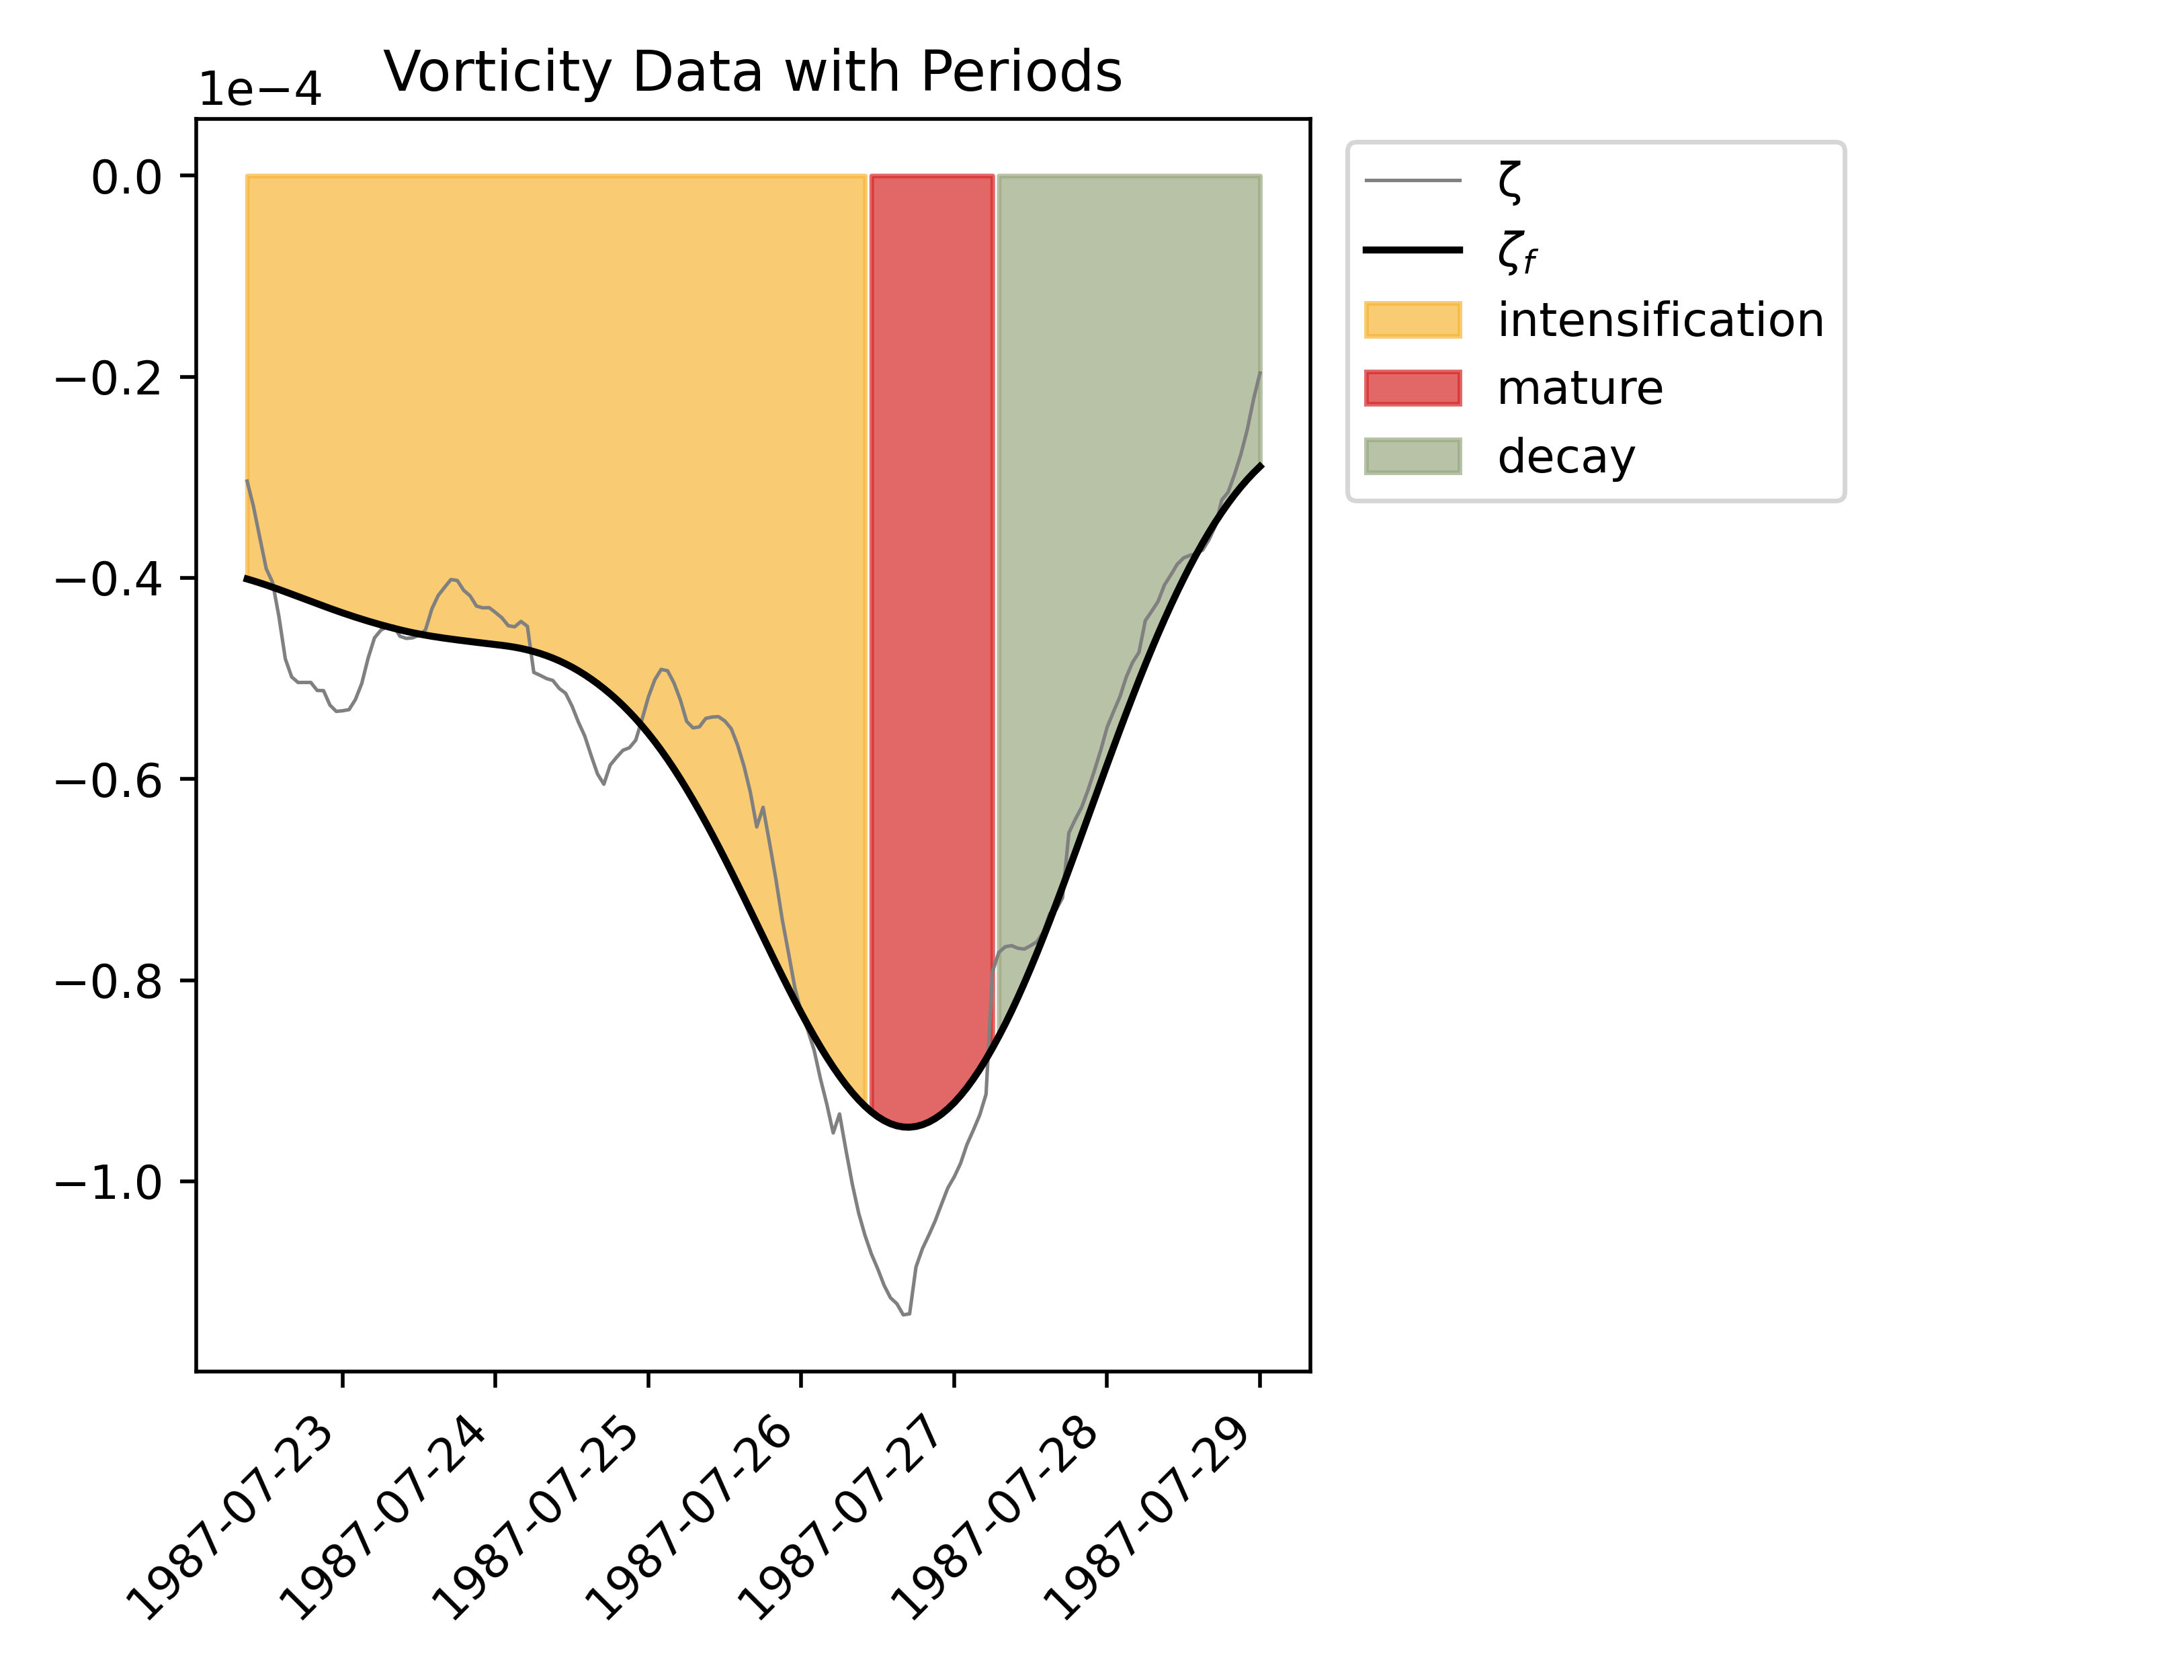 Vorticity Data with Periods
1e−4
0.0
−0.2
−0.4
−0.6
−0.8
−1.0
1987-07-23
1987-07-24
1987-07-25
1987-07-26
1987-07-27
1987-07-28
1987-07-29
ζ
ζf
intensification
mature
decay